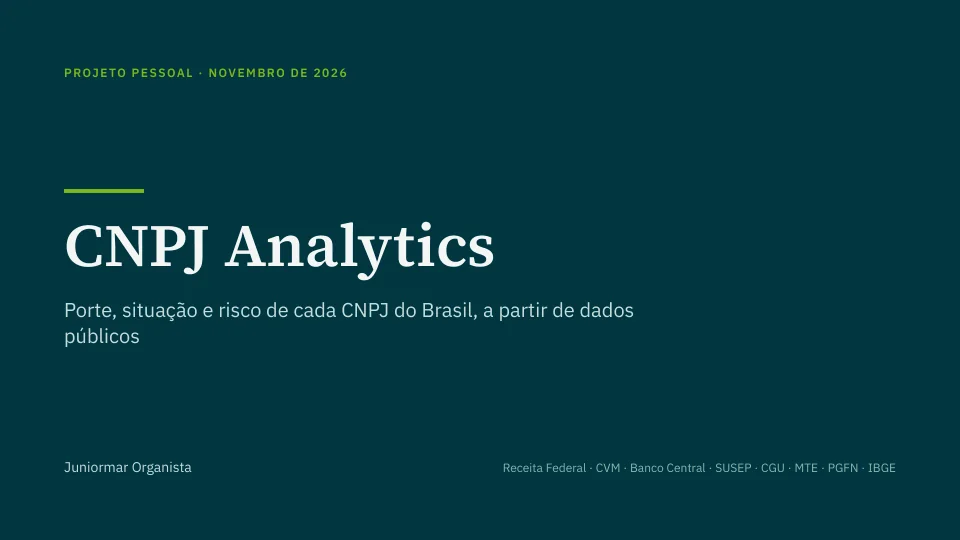 PROJETO PESSOAL · NOVEMBRO DE 2026
CNPJ Analytics
Porte, situação e risco de cada CNPJ do Brasil, a partir de dados
públicos
Juniormar Organista
Receita Federal · CVM · Banco Central · SUSEP · CGU · MTE · PGFN · IBGE